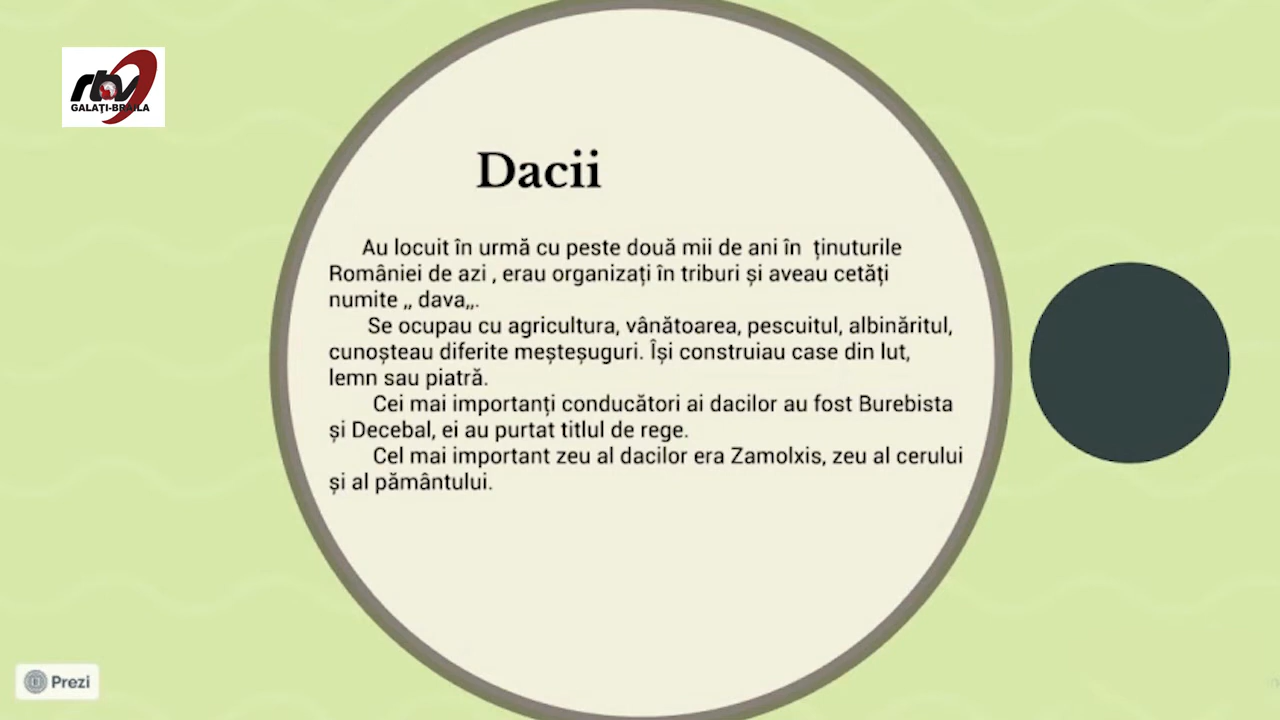 rtv
GALAȚI-BRĂILA
Dacii
Au locuit în urmă cu peste două mii de ani în ținuturile
României de azi , erau organizați în triburi și aveau cetăți
numite „ dava„.
Se ocupau cu agricultura, vânătoarea, pescuitul, albinăritul,
cunoșteau diferite meșteșuguri. Își construiau case din lut,
lemn sau piatră.
Cei mai importanți conducători ai dacilor au fost Burebista
și Decebal, ei au purtat titlul de rege.
Cel mai important zeu al dacilor era Zamolxis, zeu al cerului
și al pământului.
Prezi